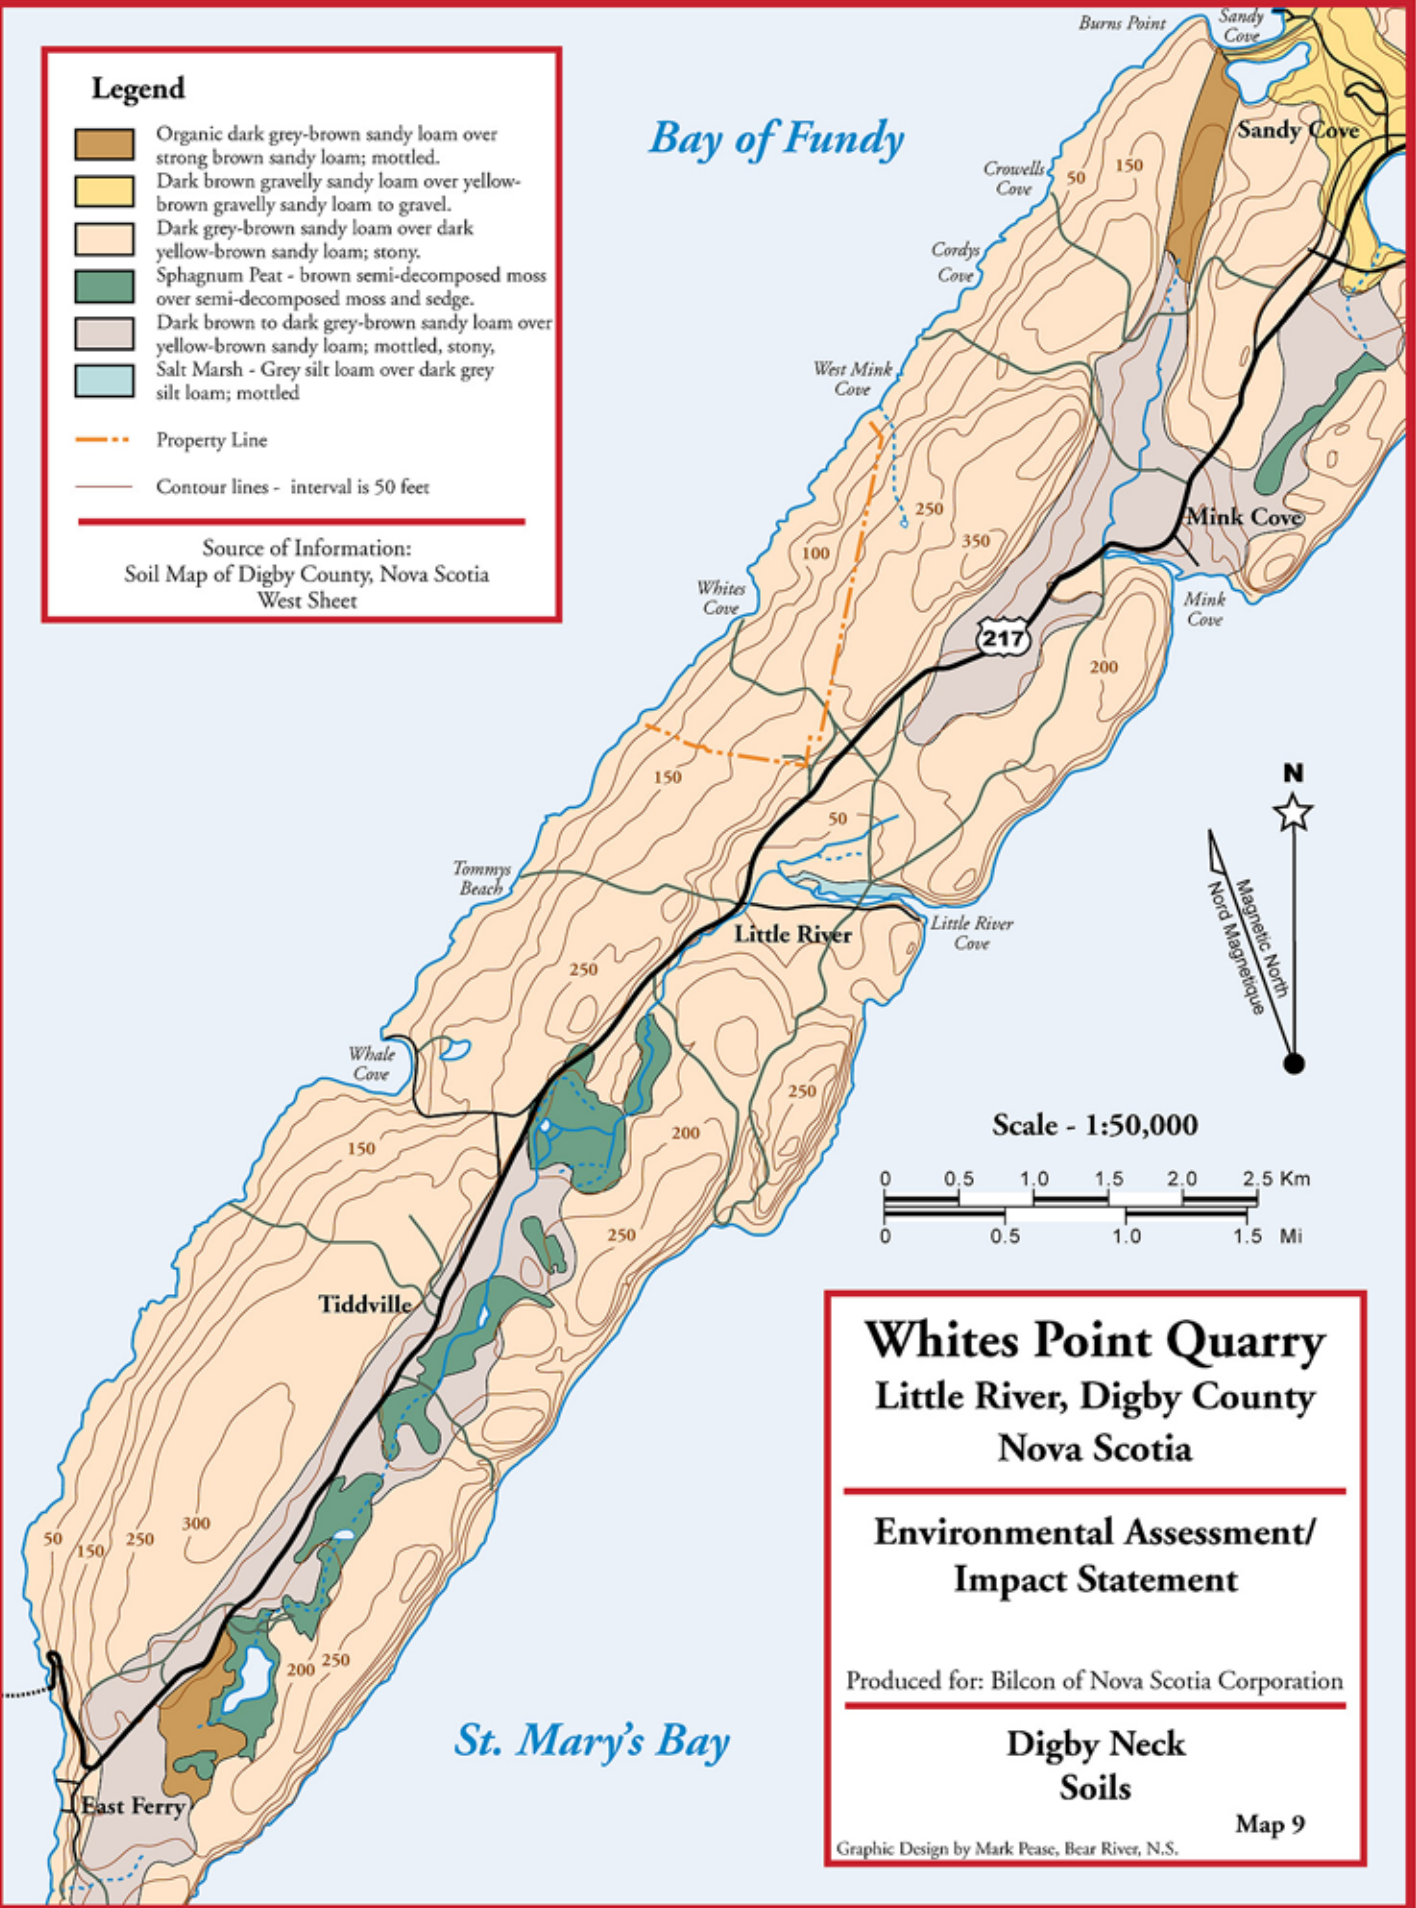 Burns Point
Sandy
Cove
Legend
Organic dark grey-brown sandy loam over
strong brown sandy loam; mottled.
Dark brown gravelly sandy loam over yellow-
brown gravelly sandy loam to gravel.
Dark grey-brown sandy loam over dark
yellow-brown sandy loam; stony.
Sphagnum Peat - brown semi-decomposed moss
over semi-decomposed moss and sedge.
Dark brown to dark grey-brown sandy loam over
yellow-brown sandy loam; mottled, stony,
Salt Marsh - Grey silt loam over dark grey
silt loam; mottled
Property Line
Contour lines - interval is 50 feet
Source of Information:
Soil Map of Digby County, Nova Scotia
West Sheet
Bay of Fundy
Sandy Cove
Crowells
Cove
50
150
Cordys
Cove
West Mink
Cove
250
350
100
Mink Cove
Whites
Cove
Mink
Cove
217
200
150
50
Tommys
Beach
Little River
Little River
Cove
250
Whale
Cove
250
200
150
250
Tiddville
300
50
150
250
200
250
St. Mary's Bay
East Ferry
N
Magnetic North
Nord Magnetique
Scale - 1:50,000
0 0.5 1.0 1.5 2.0 2.5 Km
0 0.5 1.0 1.5 Mi
Whites Point Quarry
Little River, Digby County
Nova Scotia
Environmental Assessment/
Impact Statement
Produced for: Bilcon of Nova Scotia Corporation
Digby Neck
Soils
Map 9
Graphic Design by Mark Pease, Bear River, N.S.